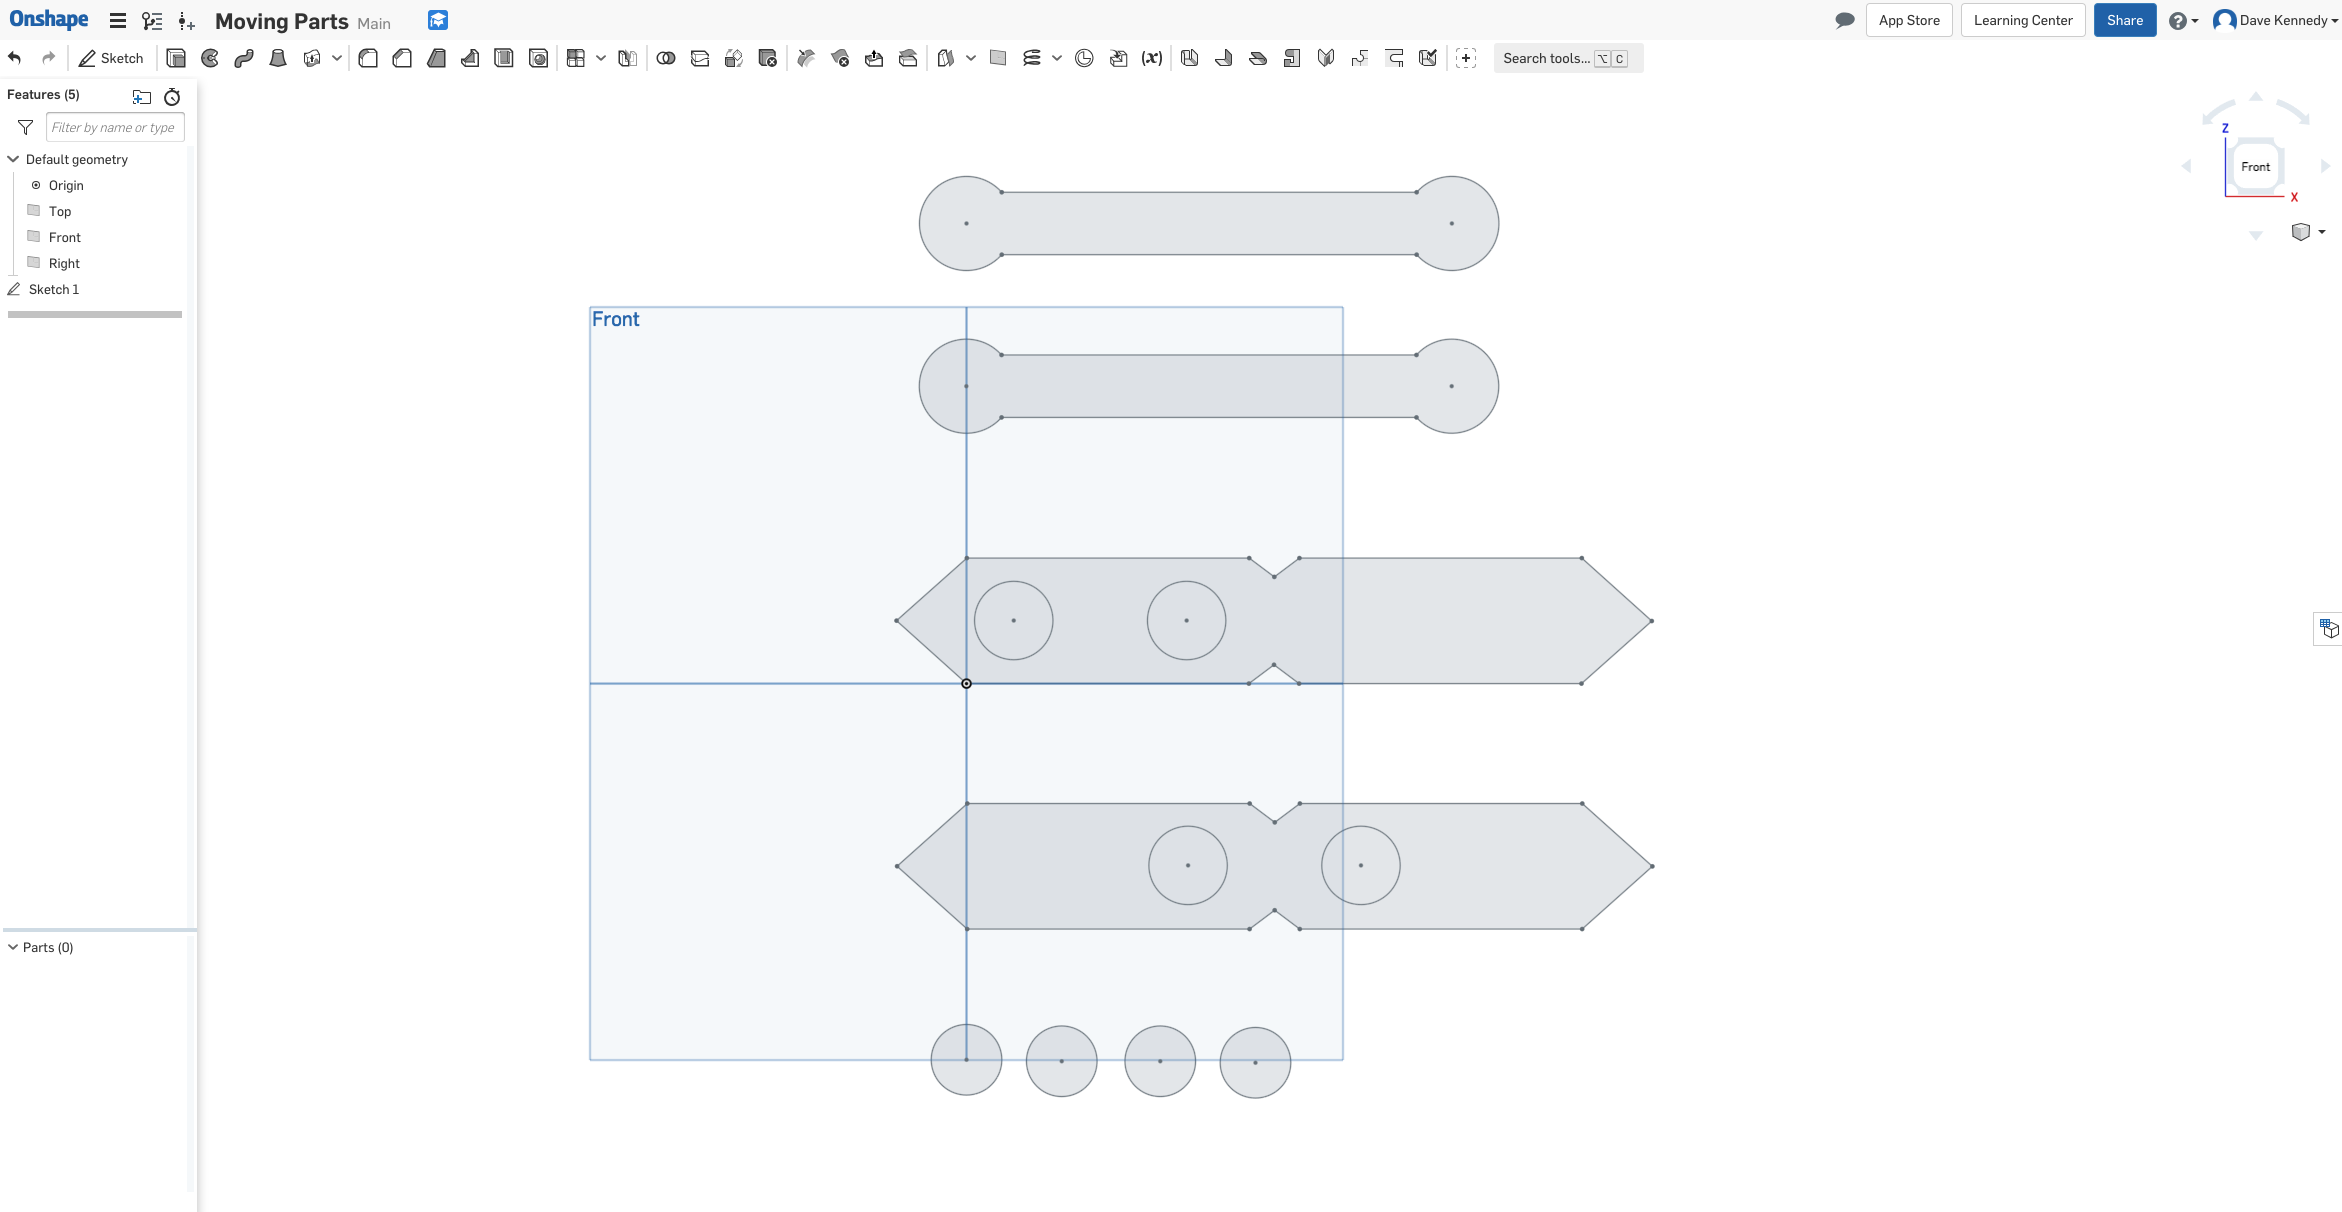 Onshape
Moving Parts Main
App Store
Learning Center
Share
Dave Kennedy
Sketch
(x)
Search tools... ⌥ C
Features (5)
Filter by name or type
Default geometry
Origin
Top
Front
Right
Sketch 1
Parts (0)
Front
Z
Front
X